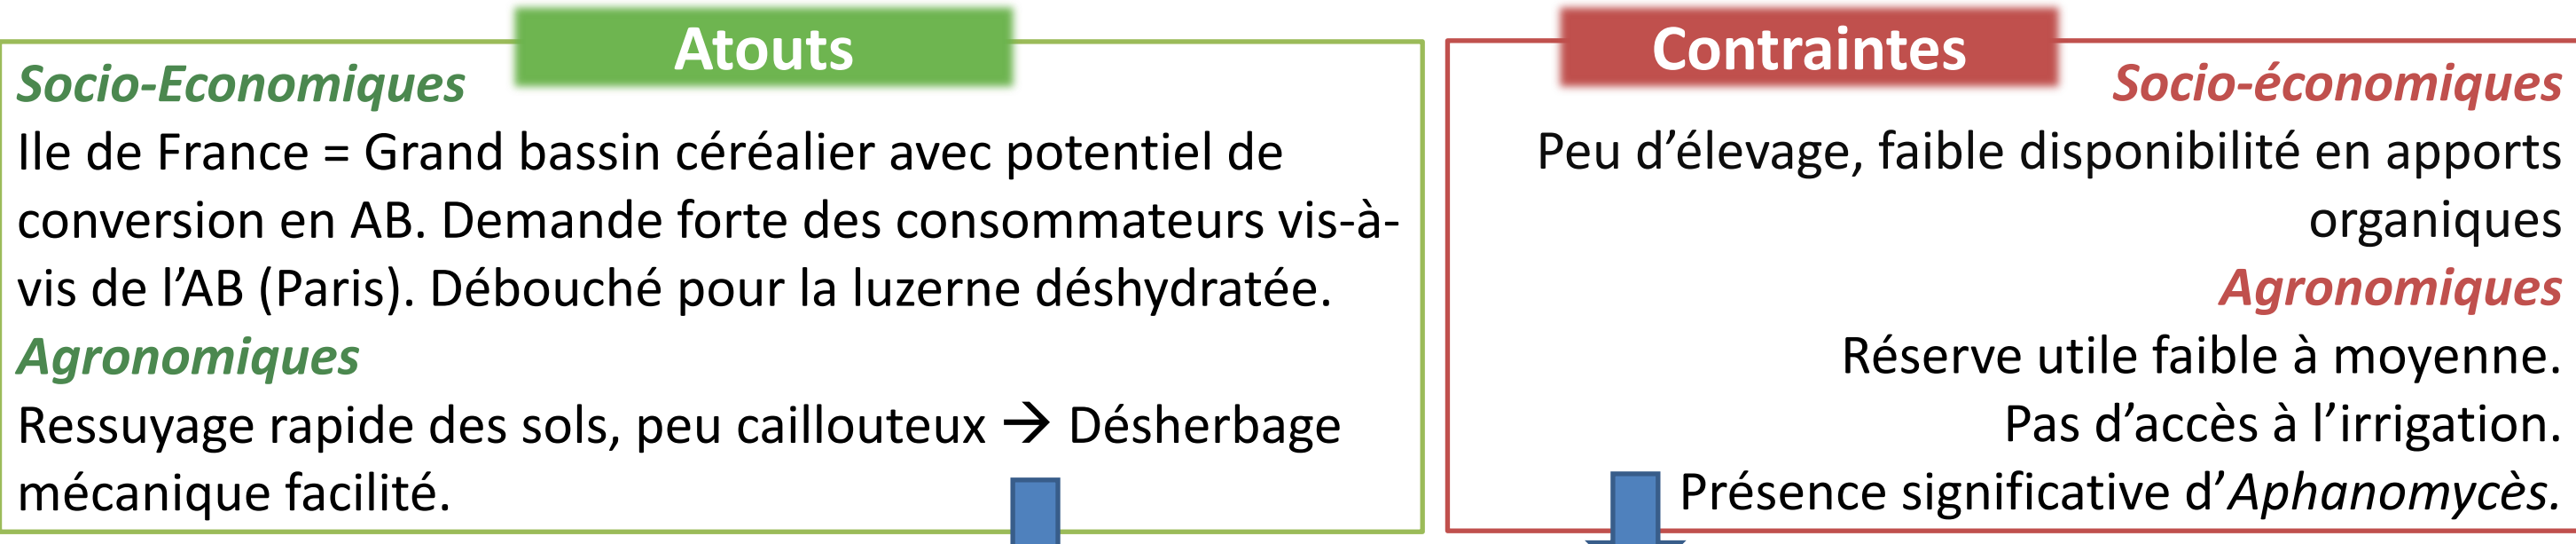 Atouts
Socio-Economiques
Ile de France = Grand bassin céréalier avec potentiel de
conversion en AB. Demande forte des consommateurs vis-à-
vis de l’AB (Paris). Débouché pour la luzerne déshydratée.
Agronomiques
Ressuyage rapide des sols, peu caillouteux → Désherbage
mécanique facilité.
Contraintes
Socio-économiques
Peu d’élevage, faible disponibilité en apports
organiques
Agronomiques
Réserve utile faible à moyenne.
Pas d’accès à l’irrigation.
Présence significative d’Aphanomycès.